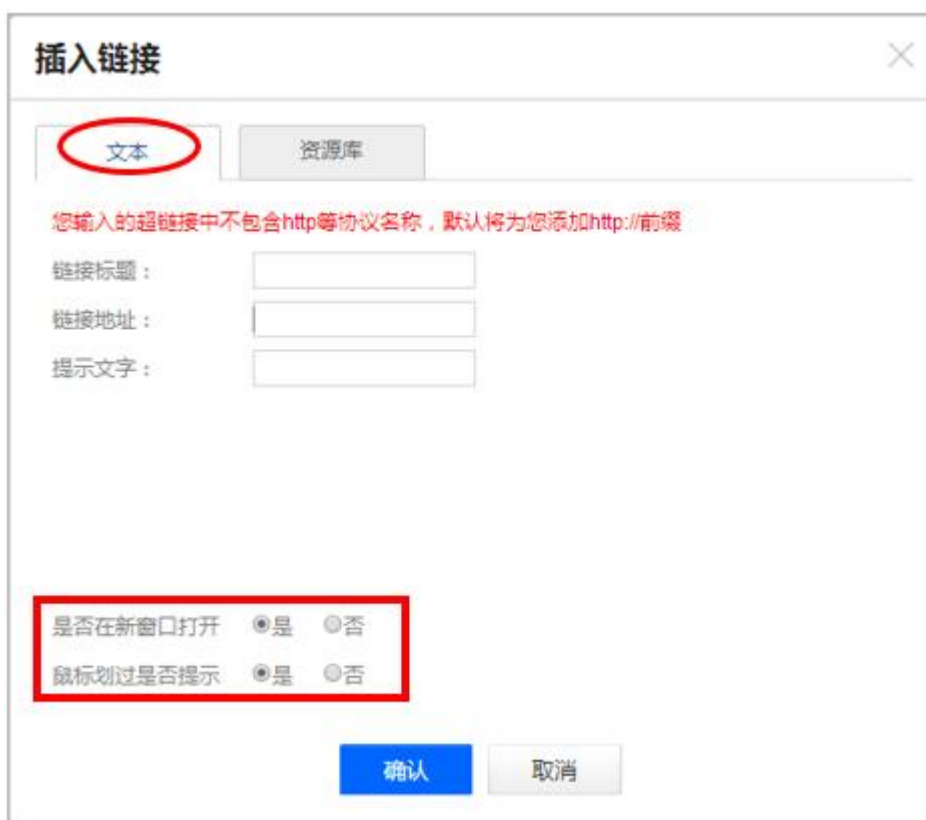 插入链接
文本 资源库
您输入的超链接中不包含http等协议名称，默认将为您添加http://前缀
链接标题：
链接地址：
提示文字：
是否在新窗口打开 是 否
鼠标划过是否提示 是 否
确认 取消